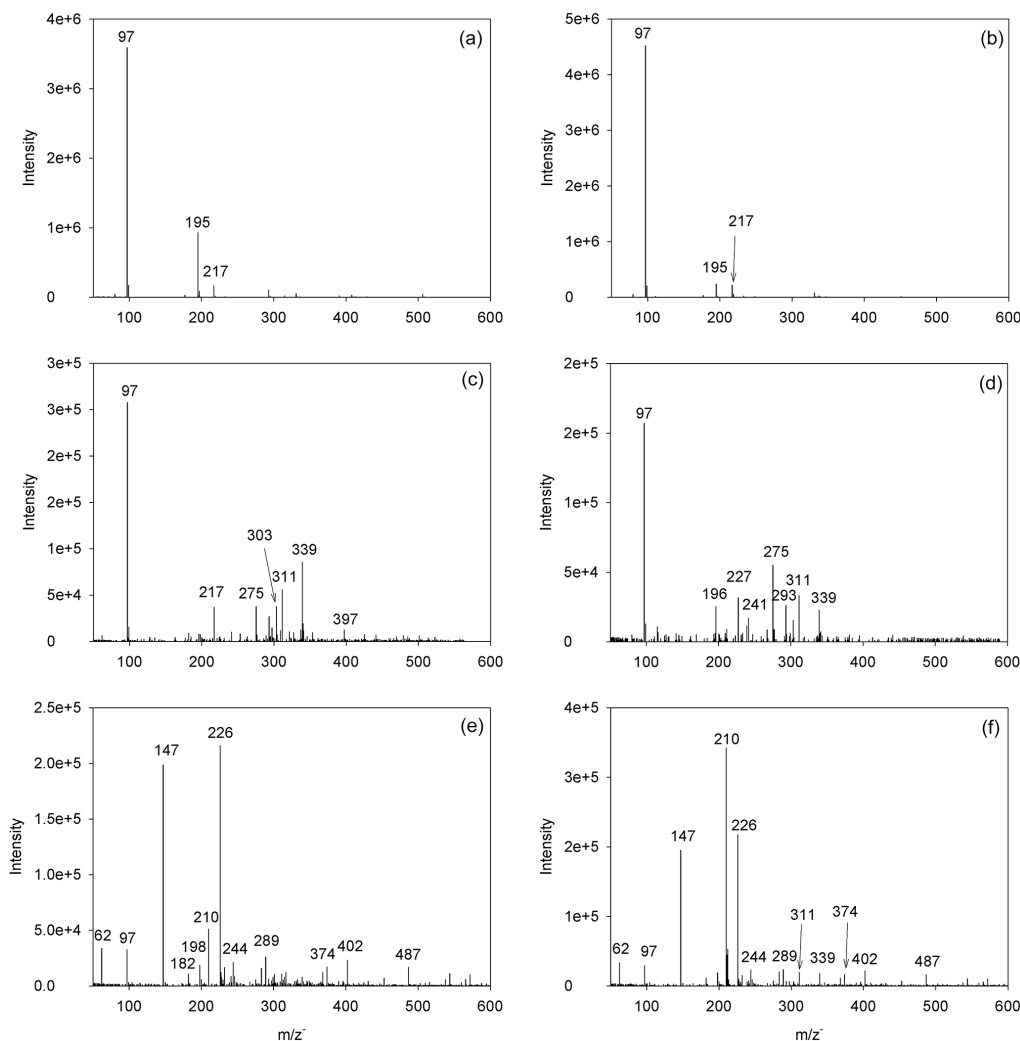 4e+6
97
(a)
3e+6
Intensity
2e+6
195
1e+6
217
0
100 200 300 400 500 600
5e+6
97
(b)
4e+6
3e+6
Intensity
2e+6
217
1e+6
195
0
100 200 300 400 500 600
3e+5
97
(c)
3e+5
2e+5
Intensity
2e+5
303
1e+5
339
311
217
275
5e+4
397
0
100 200 300 400 500 600
2e+5
(d)
97
2e+5
Intensity
1e+5
275
227
311
5e+4
196
241
293
339
0
100 200 300 400 500 600
2.5e+5
(e)
226
147
2.0e+5
1.5e+5
Intensity
1.0e+5
210
5.0e+4
62
97
198
182
244
289
374
402
487
0.0
100 200 300 400 500 600
m/z-
4e+5
(f)
210
3e+5
226
147
Intensity
2e+5
311
374
1e+5
62
97
244
289
339
402
487
0
100 200 300 400 500 600
m/z-